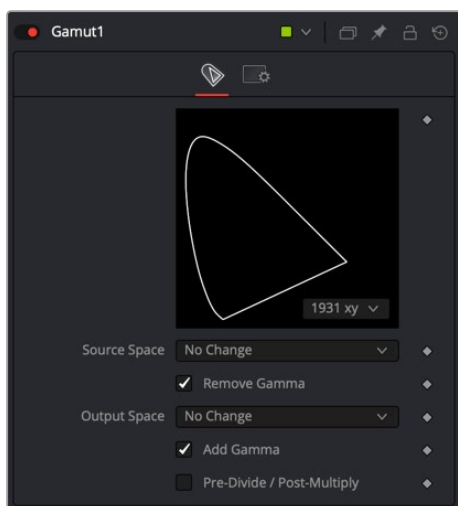 Gamut1
1931 xy
Source Space No Change
Remove Gamma
Output Space No Change
Add Gamma
Pre-Divide / Post-Multiply